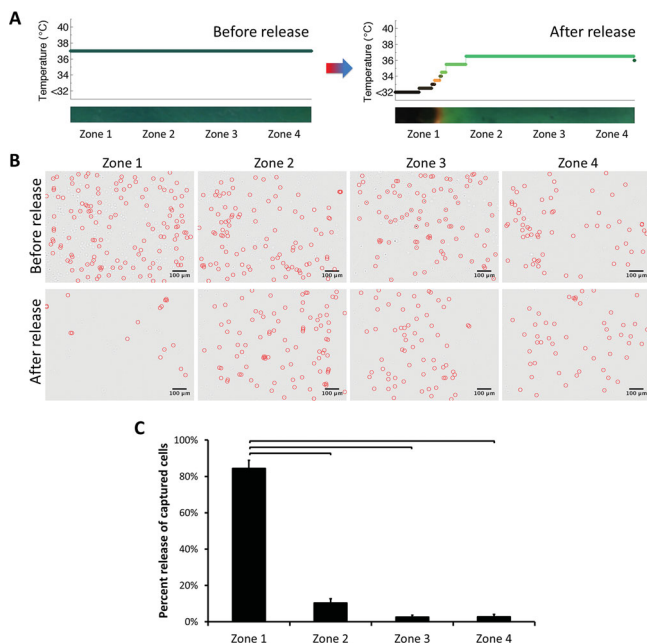 A
Before release
After release
Temperature (°C)
40
38
36
34
<32
Zone 1 Zone 2 Zone 3 Zone 4
Temperature (°C)
40
38
36
34
<32
Zone 1 Zone 2 Zone 3 Zone 4
B
Zone 1 Zone 2 Zone 3 Zone 4
Before release
100 µm 100 µm 100 µm 100 µm
After release
100 µm 100 µm 100 µm 100 µm
C
Percent release of captured cells
100%
80%
60%
40%
20%
0%
Zone 1 Zone 2 Zone 3 Zone 4